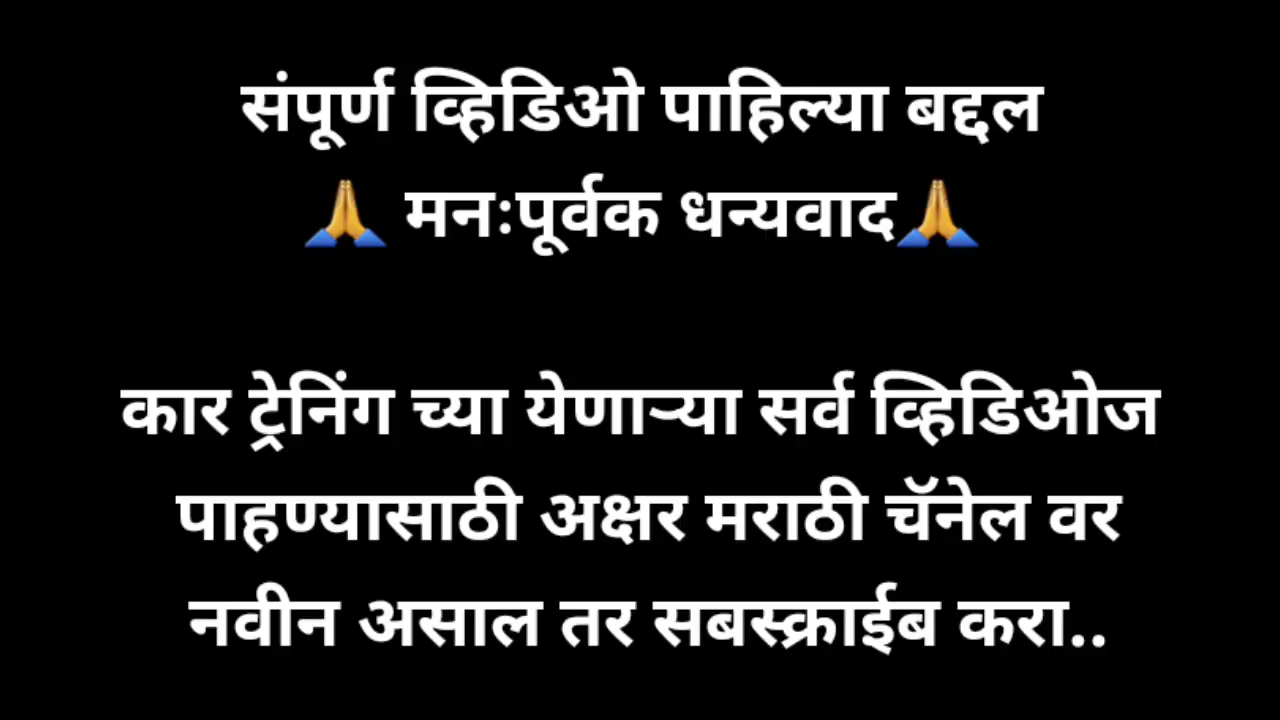 संपूर्ण व्हिडिओ पाहिल्या बद्दल
🙏 मनःपूर्वक धन्यवाद🙏
कार ट्रेनिंग च्या येणाऱ्या सर्व व्हिडिओज
पाहण्यासाठी अक्षर मराठी चॅनेल वर
नवीन असाल तर सबस्क्राईब करा..